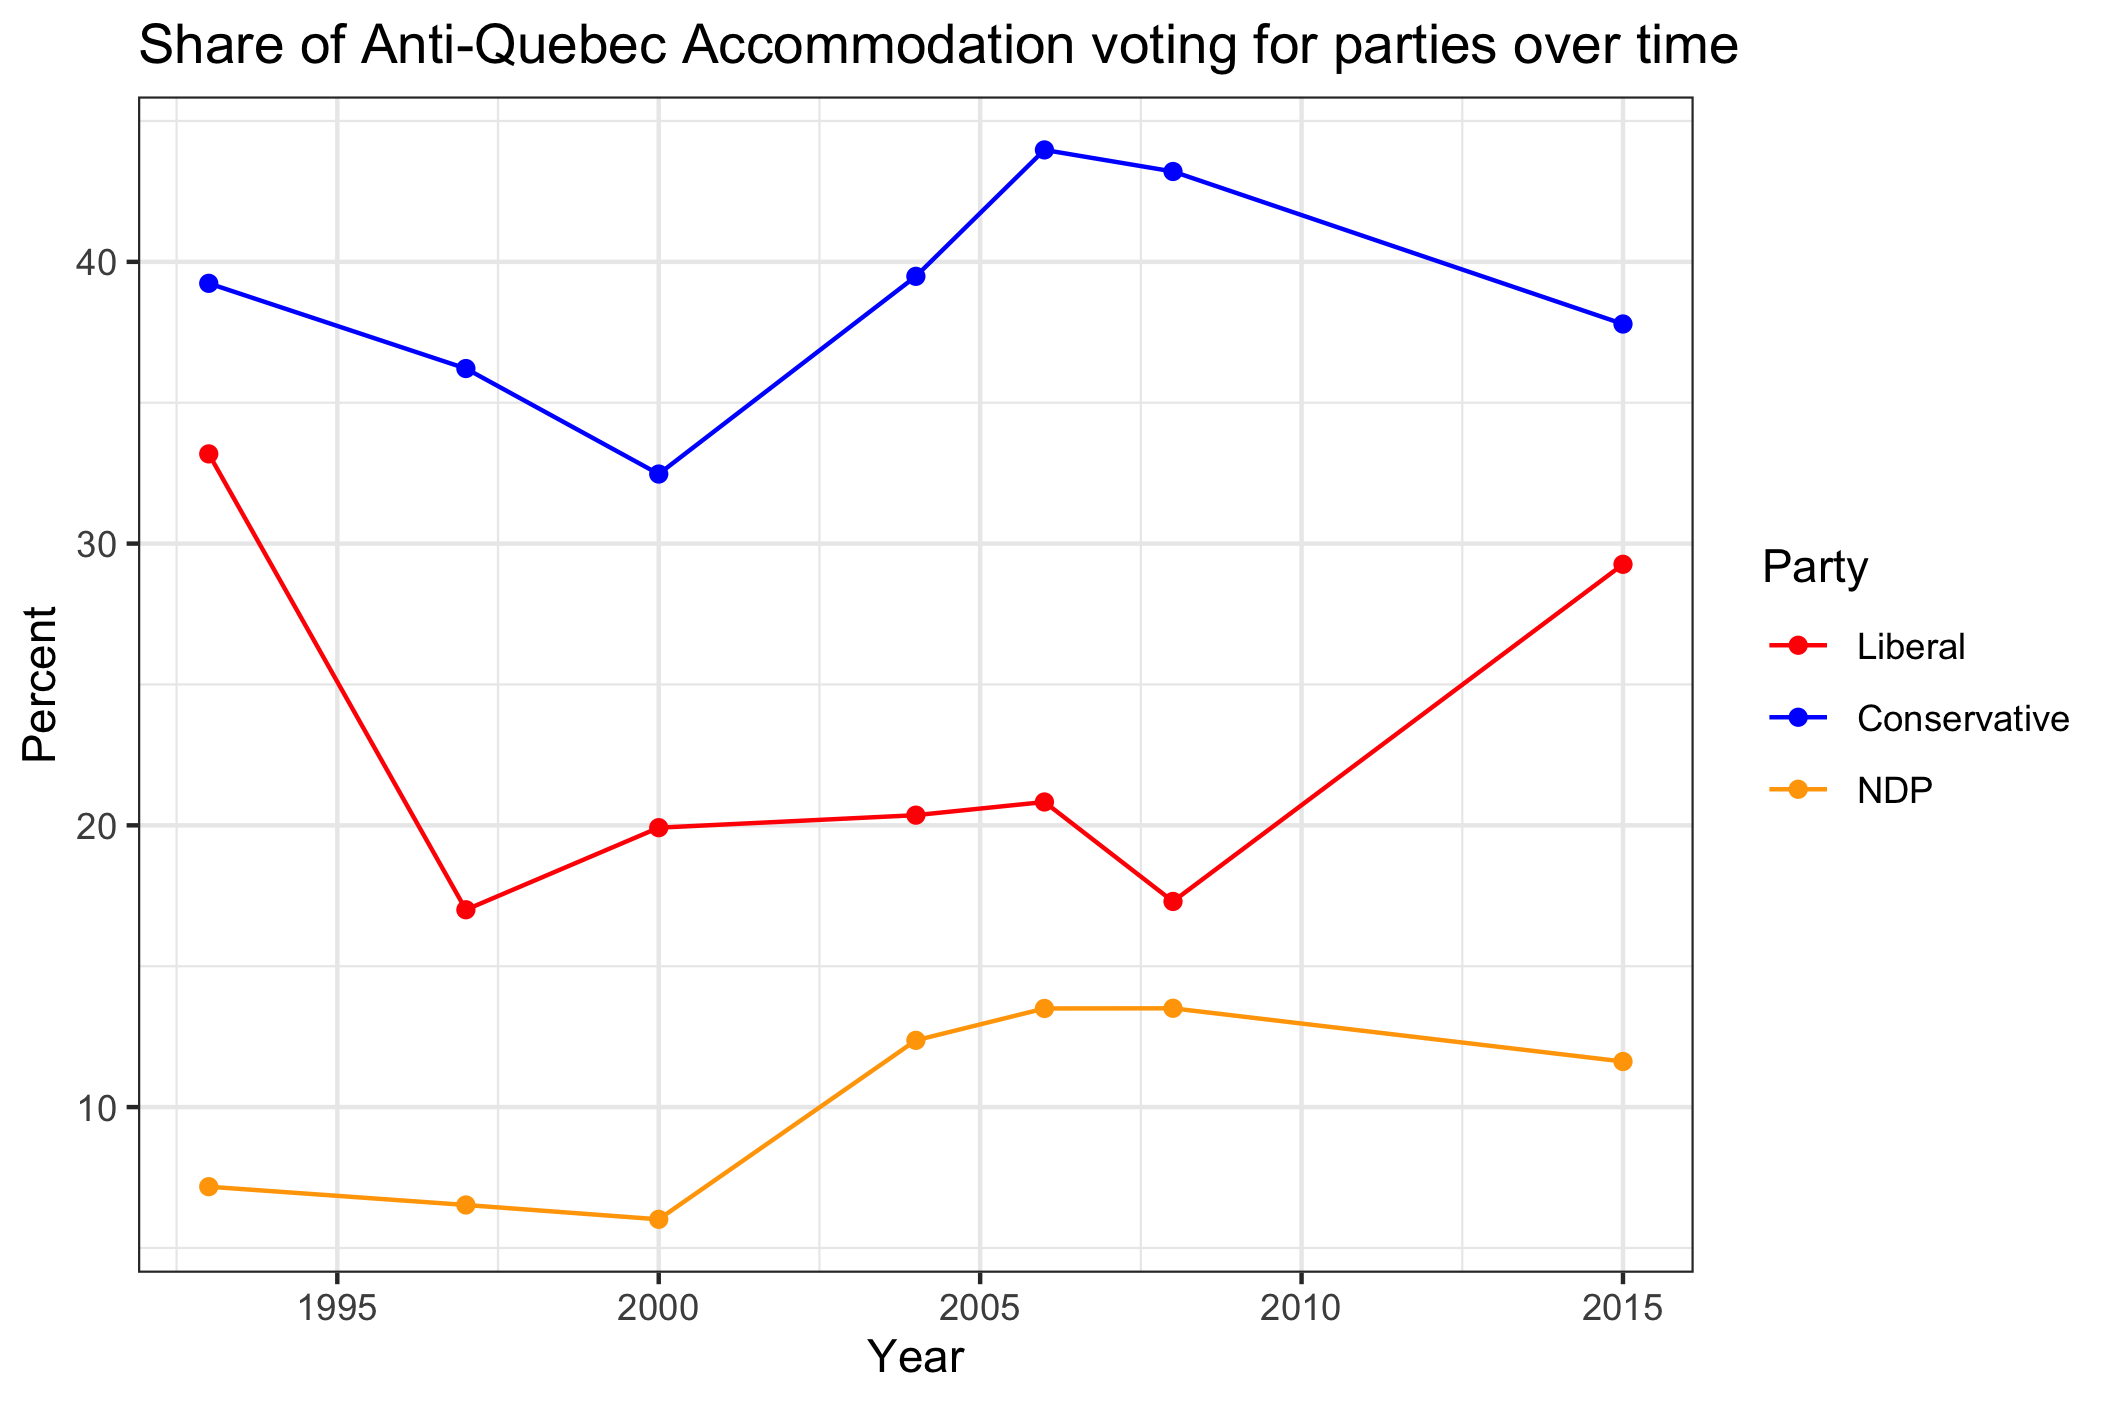 Share of Anti-Quebec Accommodation voting for parties over time
Percent
40
30
20
10
1995
2000
2005
2010
2015
Year
Party
Liberal
Conservative
NDP